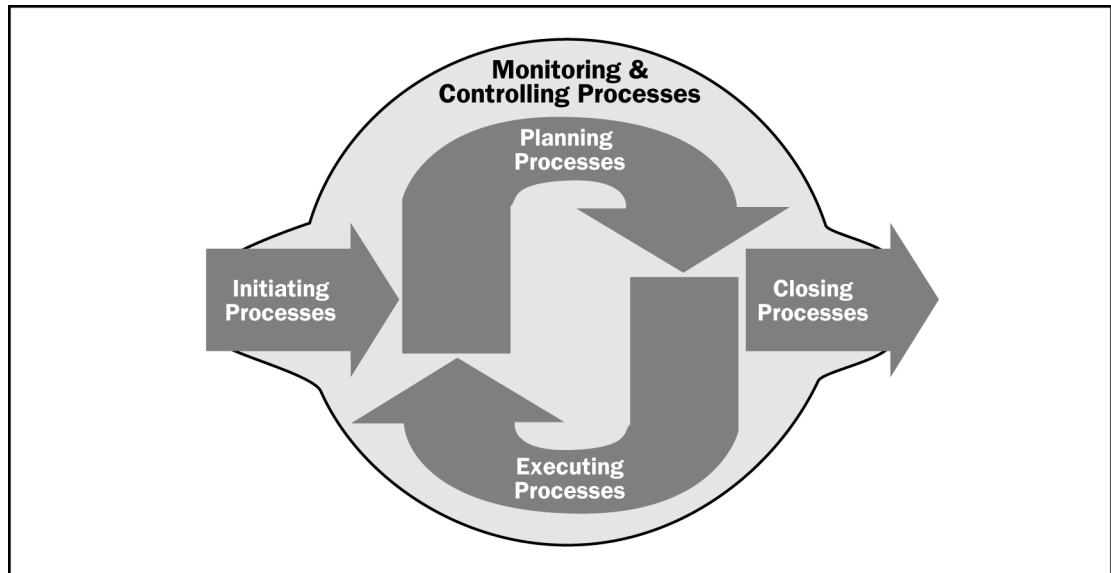 Monitoring &
Controlling Processes
Planning
Processes
Initiating
Processes
Closing
Processes
Executing
Processes